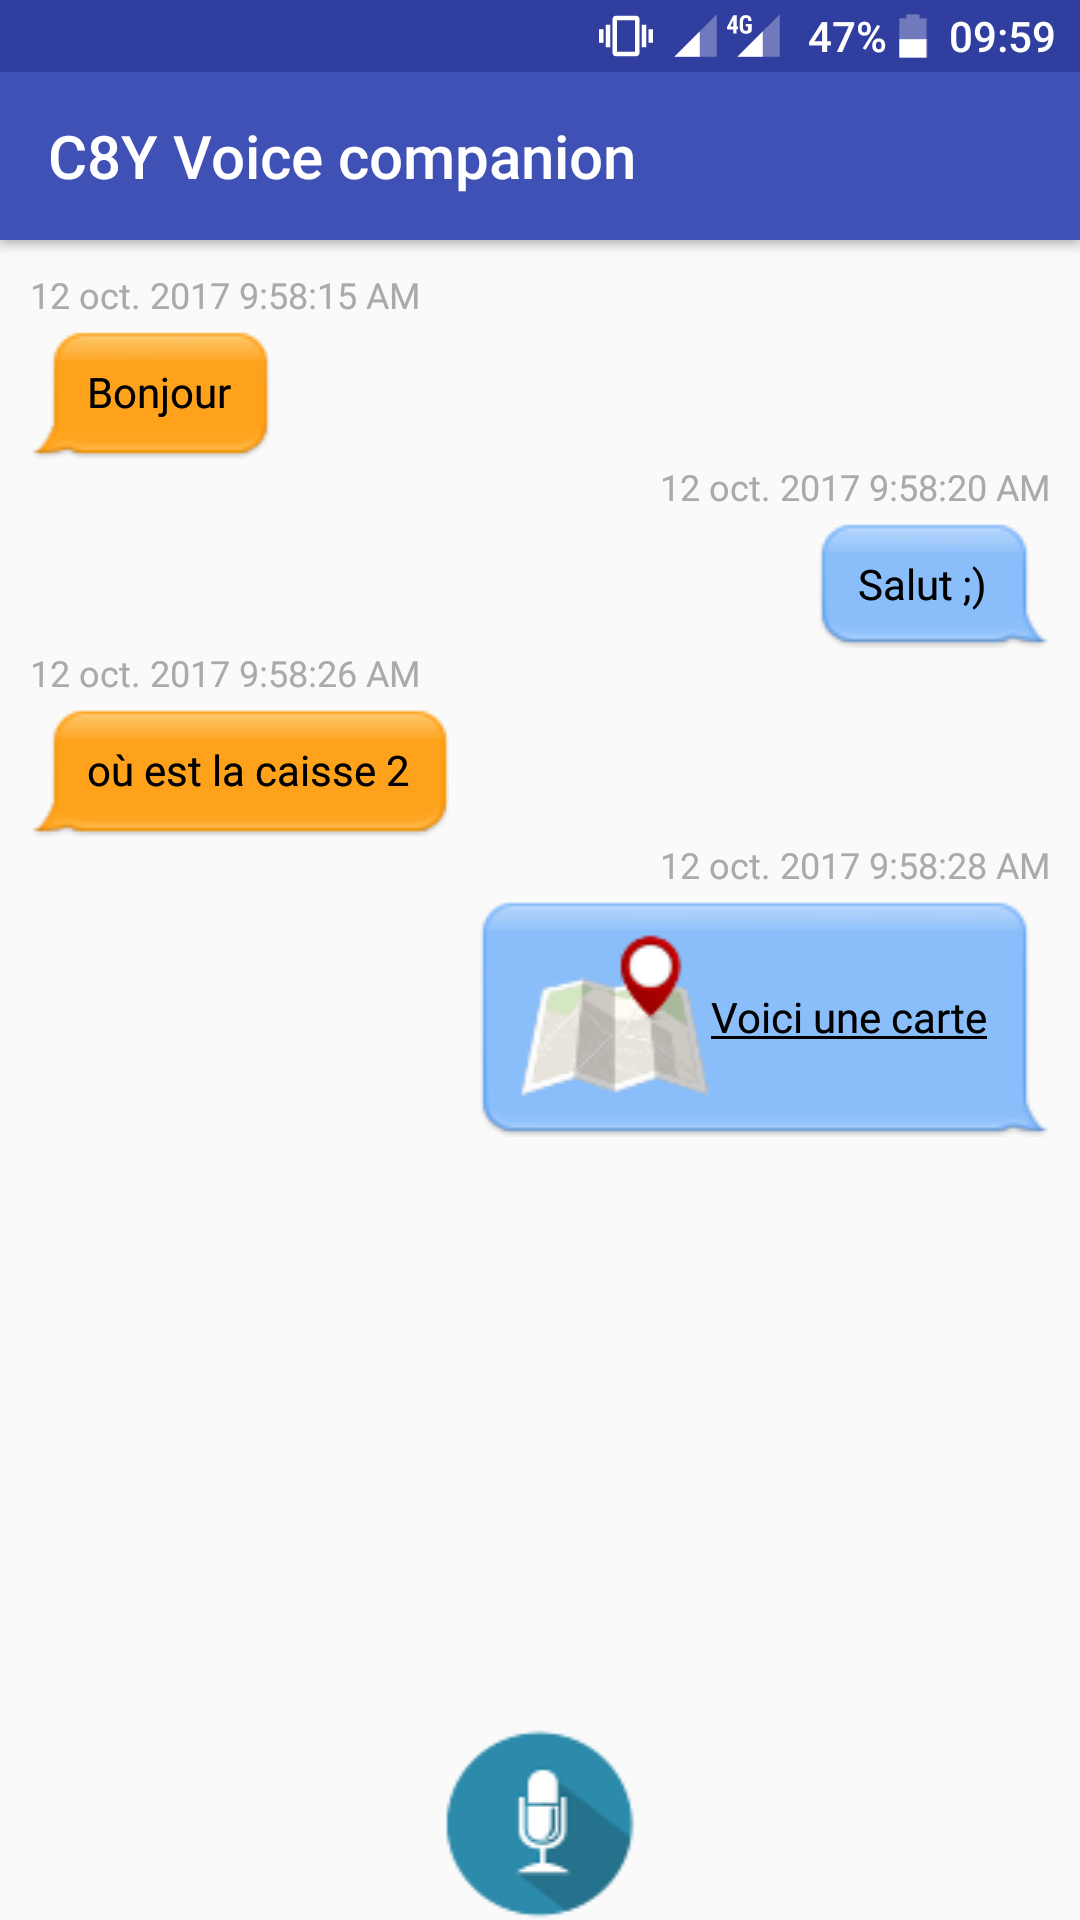 4G 47% 09:59
C8Y Voice companion
12 oct. 2017 9:58:15 AM
Bonjour
12 oct. 2017 9:58:20 AM
Salut ;)
12 oct. 2017 9:58:26 AM
où est la caisse 2
12 oct. 2017 9:58:28 AM
Voici une carte